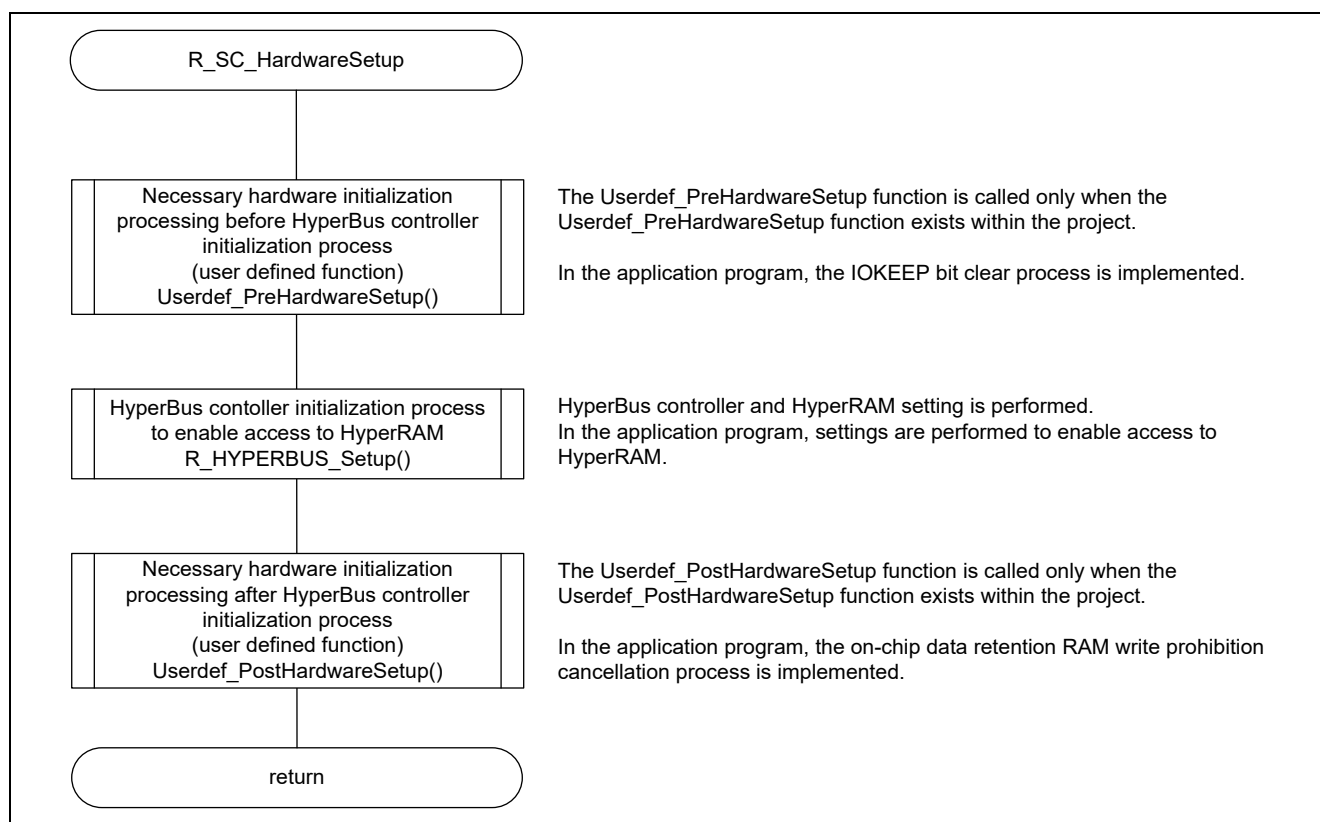 R_SC_HardwareSetup
Necessary hardware initialization
processing before HyperBus controller
initialization process
(user defined function)
Userdef_PreHardwareSetup()
The Userdef_PreHardwareSetup function is called only when the
Userdef_PreHardwareSetup function exists within the project.
In the application program, the IOKEEP bit clear process is implemented.
HyperBus contoller initialization process
to enable access to HyperRAM
R_HYPERBUS_Setup()
HyperBus controller and HyperRAM setting is performed.
In the application program, settings are performed to enable access to
HyperRAM.
Necessary hardware initialization
processing after HyperBus controller
initialization process
(user defined function)
Userdef_PostHardwareSetup()
The Userdef_PostHardwareSetup function is called only when the
Userdef_PostHardwareSetup function exists within the project.
In the application program, the on-chip data retention RAM write prohibition
cancellation process is implemented.
return